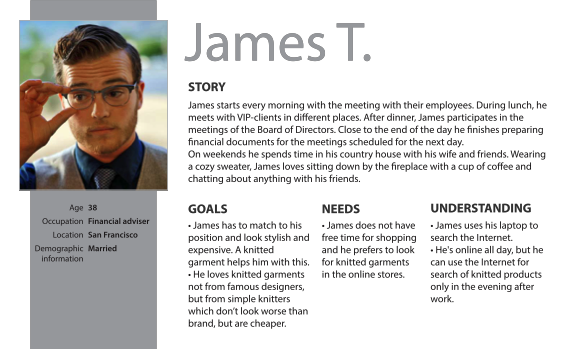 James T.
STORY
James starts every morning with the meeting with their employees. During lunch, he
meets with VIP-clients in different places. After dinner, James participates in the
meetings of the Board of Directors. Close to the end of the day he finishes preparing
financial documents for the meetings scheduled for the next day.
On weekends he spends time in his country house with his wife and friends. Wearing
a cozy sweater, James loves sitting down by the fireplace with a cup of coffee and
chatting about anything with his friends.
Age 38
Occupation Financial adviser
Location San Francisco
Demographic Married
information
GOALS
• James has to match to his
position and look stylish and
expensive. A knitted
garment helps him with this.
• He loves knitted garments
not from famous designers,
but from simple knitters
which don't look worse than
brand, but are cheaper.
NEEDS
• James does not have
free time for shopping
and he prefers to look
for knitted garments
in the online stores.
UNDERSTANDING
• James uses his laptop to
search the Internet.
• He's online all day, but he
can use the Internet for
search of knitted products
only in the evening after
work.